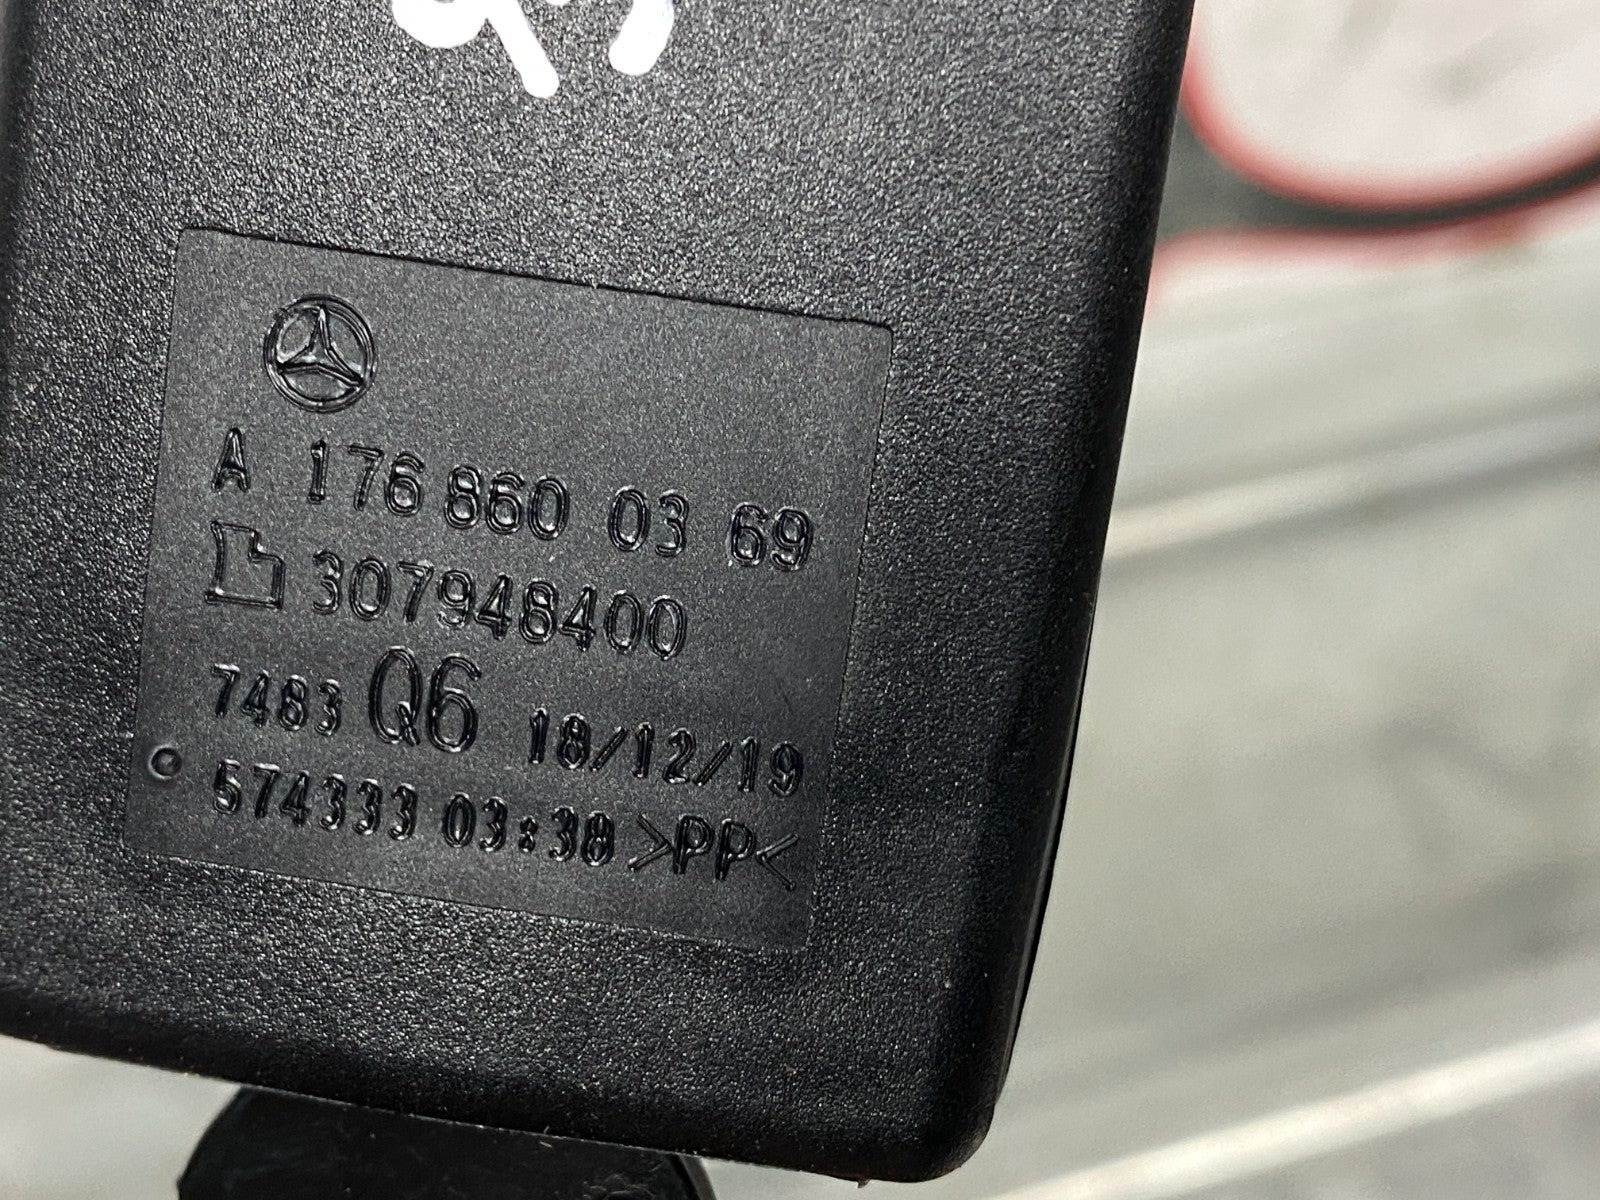 A 176 860 03 69
307948400
7483 Q6 18/12/19
574333 03:38 >PP<